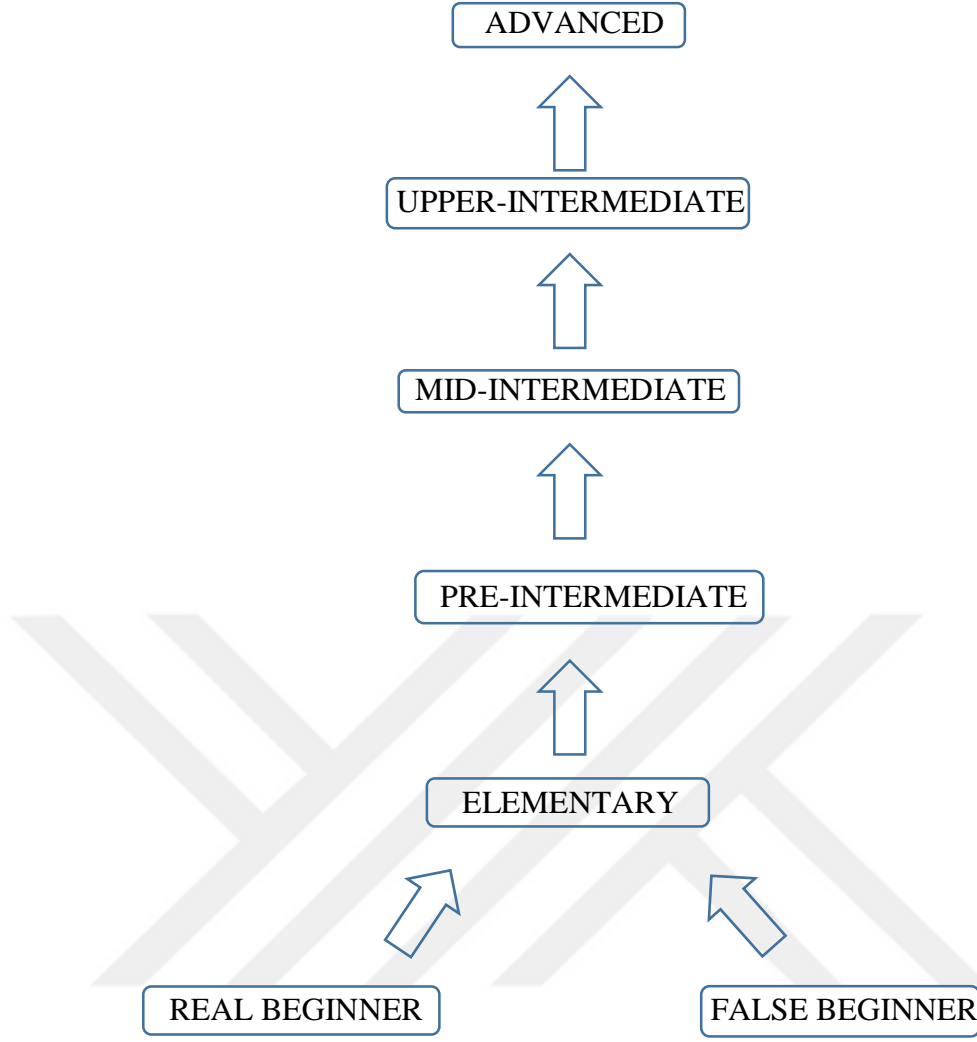 ADVANCED
UPPER-INTERMEDIATE
MID-INTERMEDIATE
PRE-INTERMEDIATE
ELEMENTARY
REAL BEGINNER
FALSE BEGINNER